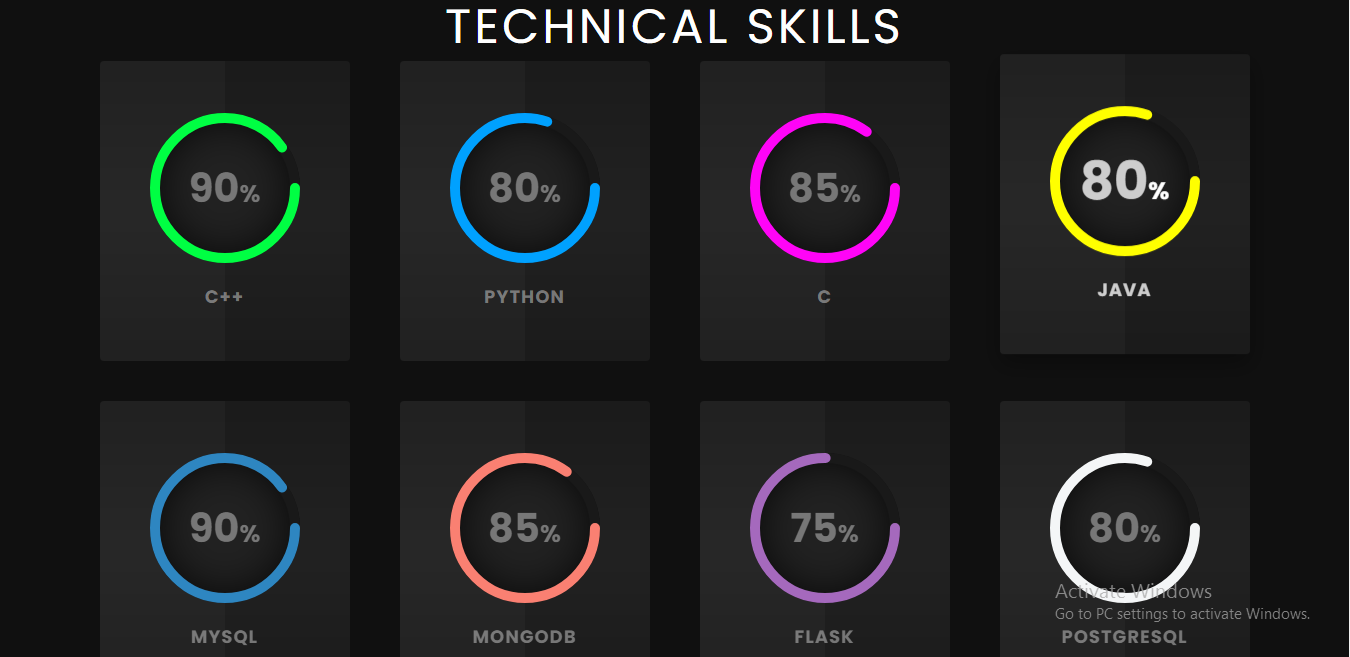 TECHNICAL SKILLS
90% 80% 85% 80%
C++ PYTHON C JAVA
90% 85% 75% 80%
Activate Windows
Go to PC settings to activate Windows.
MYSQL MONGODB FLASK POSTGRESQL